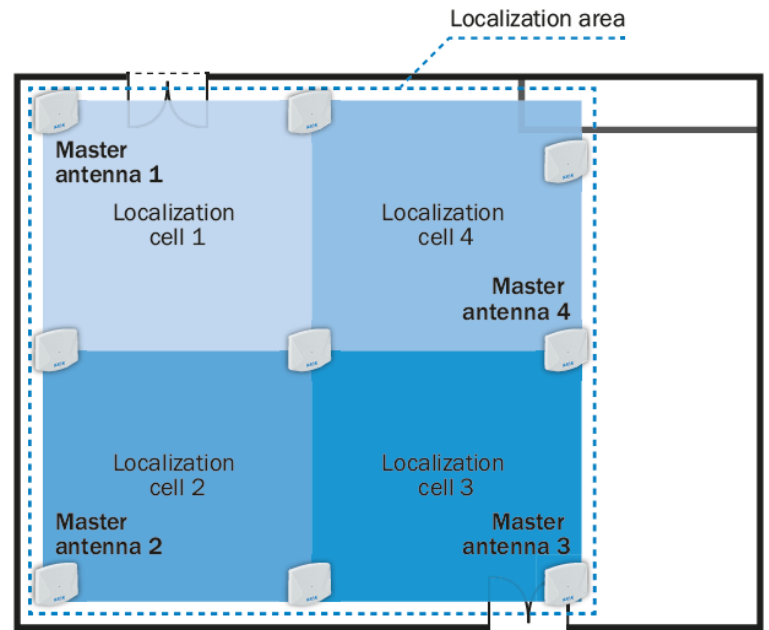 Localization area
Master
antenna 1
Localization
cell 1
Localization
cell 4
Master
antenna 4
Localization
cell 2
Localization
cell 3
Master
antenna 2
Master
antenna 3